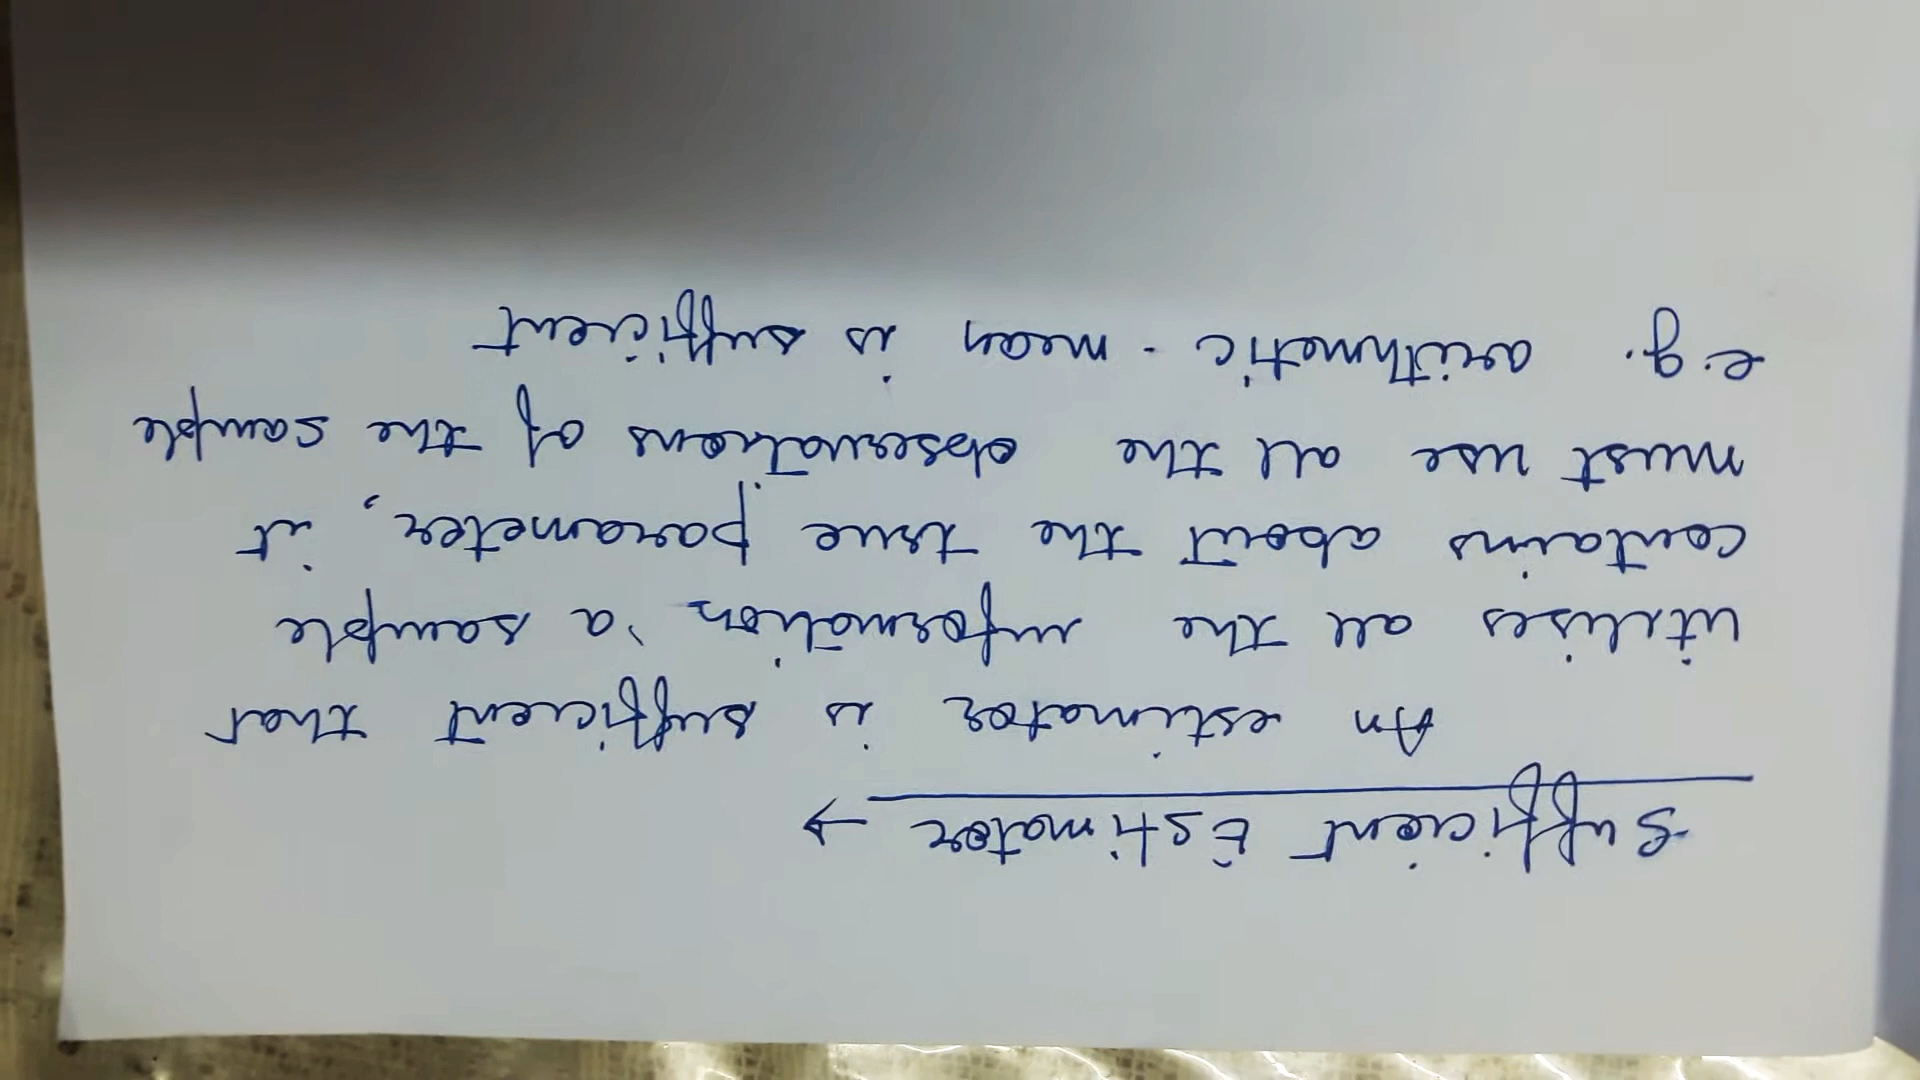 Sufficient Estimator →
An estimator is sufficient that
utilises all the information a sample
contains about the true parameter, it
must use all the observations of the sample
e.g. arithmetic - mean is sufficient